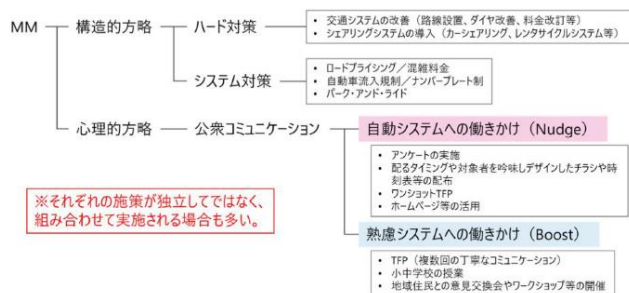 MM
構造的方略
ハード対策
• 交通システムの改善（路線設置、ダイヤ改善、料金改訂等）
• シェアリングシステムの導入（カーシェアリング、レンタサイクルシステム等）
システム対策
• ロードプライシング／混雑料金
• 自動車流入規制／ナンバープレート制
• パーク・アンド・ライド
心理的方略
公衆コミュニケーション
自動システムへの働きかけ（Nudge）
• アンケートの実施
• 配るタイミングや対象者を吟味しデザインしたチラシや時
刻表等の配布
• ワンショットTFP
• ホームページ等の活用
※それぞれの施策が独立してではなく、
組み合わせて実施される場合も多い。
熟慮システムへの働きかけ（Boost）
• TFP（複数回の丁寧なコミュニケーション）
• 小中学校の授業
• 地域住民との意見交換会やワークショップ等の開催